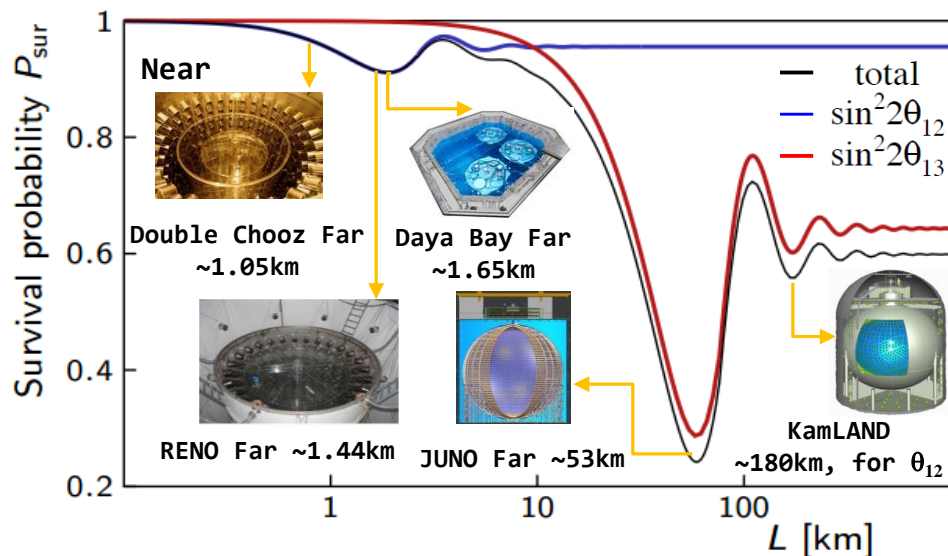 Survival probability P_sur
1
0.8
0.6
0.4
0.2
Near
total
sin²2θ₁₂
sin²2θ₁₃
Double Chooz Far
~1.05km
Daya Bay Far
~1.65km
RENO Far ~1.44km
JUNO Far ~53km
KamLAND
~180km, for θ₁₂
1
10
100
L [km]